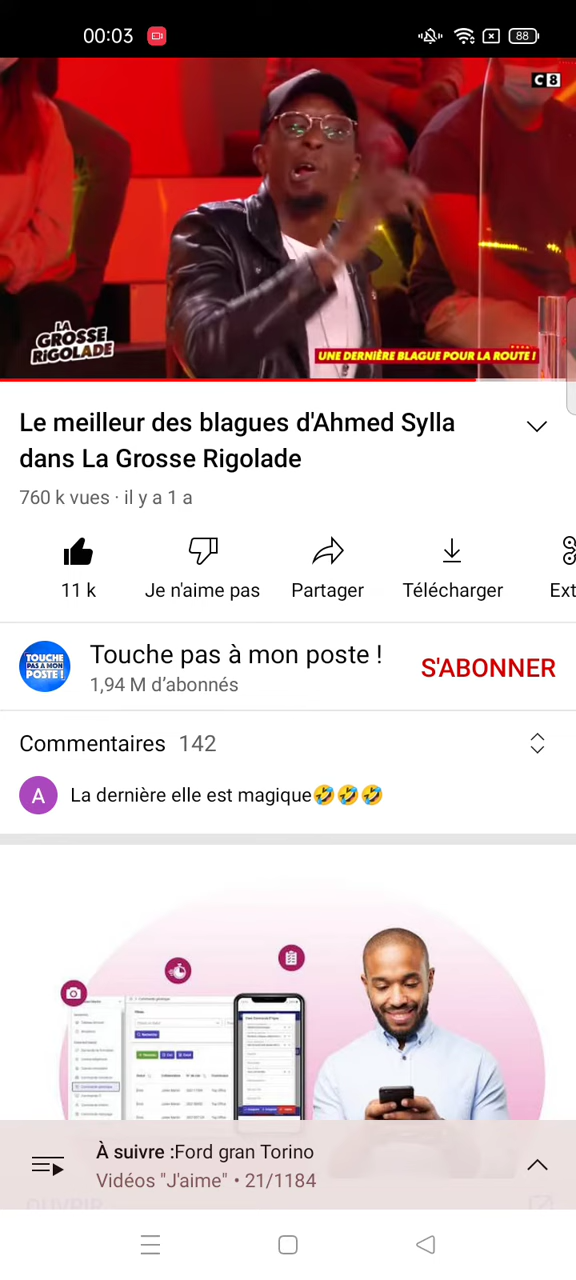 00:03
88
C8
LA
GROSSE
RiGOLADE
UNE DERNIÈRE BLAGUE POUR LA ROUTE !
Le meilleur des blagues d'Ahmed Sylla
dans La Grosse Rigolade
760 k vues · il y a 1 a
11 k
Je n'aime pas
Partager
Télécharger
Ext
TOUCHE
PAS À MON
POSTE !
Touche pas à mon poste !
1,94 M d'abonnés
S'ABONNER
Commentaires 142
A
La dernière elle est magique🤣🤣🤣
À suivre :Ford gran Torino
Vidéos "J'aime" • 21/1184
OUVRIR